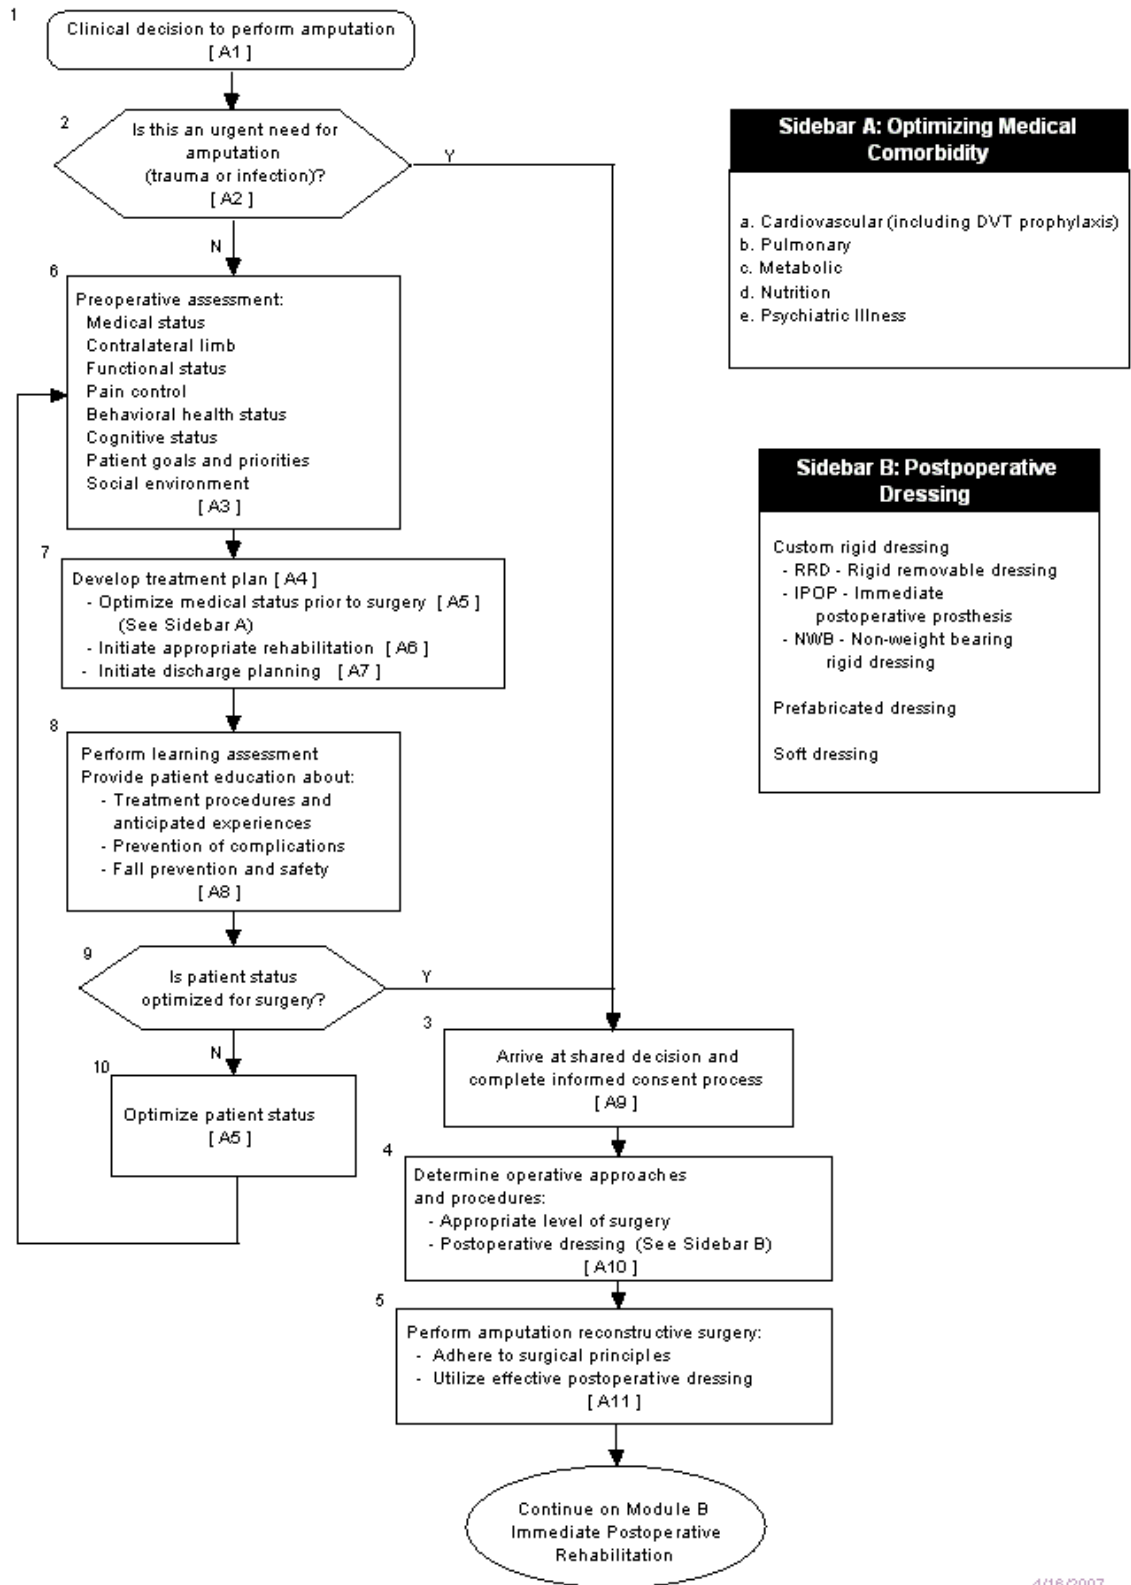 1
Clinical decision to perform amputation
[ A1 ]
2
Is this an urgent need for
amputation
(trauma or infection)?
[ A2 ]
Y
N
6
Preoperative assessment:
Medical status
Contralateral limb
Functional status
Pain control
Behavioral health status
Cognitive status
Patient goals and priorities
Social environment
[ A3 ]
7
Develop treatment plan [ A4 ]
- Optimize medical status prior to surgery [ A5 ]
(See Sidebar A)
- Initiate appropriate rehabilitation [ A6 ]
- Initiate discharge planning [ A7 ]
8
Perform learning assessment
Provide patient education about:
- Treatment procedures and
anticipated experiences
- Prevention of complications
- Fall prevention and safety
[ A8 ]
9
Is patient status
optimized for surgery?
Y
N
10
Optimize patient status
[ A5 ]
3
Arrive at shared decision and
complete informed consent process
[ A9 ]
4
Determine operative approaches
and procedures:
- Appropriate level of surgery
- Postoperative dressing (See Sidebar B)
[ A10 ]
5
Perform amputation reconstructive surgery:
- Adhere to surgical principles
- Utilize effective postoperative dressing
[ A11 ]
Continue on Module B
Immediate Postoperative
Rehabilitation
Sidebar A: Optimizing Medical
Comorbidity
a. Cardiovascular (including DVT prophylaxis)
b. Pulmonary
c. Metabolic
d. Nutrition
e. Psychiatric Illness
Sidebar B: Postpoperative
Dressing
Custom rigid dressing
- RRD - Rigid removable dressing
- IPOP - Immediate
postoperative prosthesis
- NWB - Non-weight bearing
rigid dressing
Prefabricated dressing
Soft dressing
4/16/2007